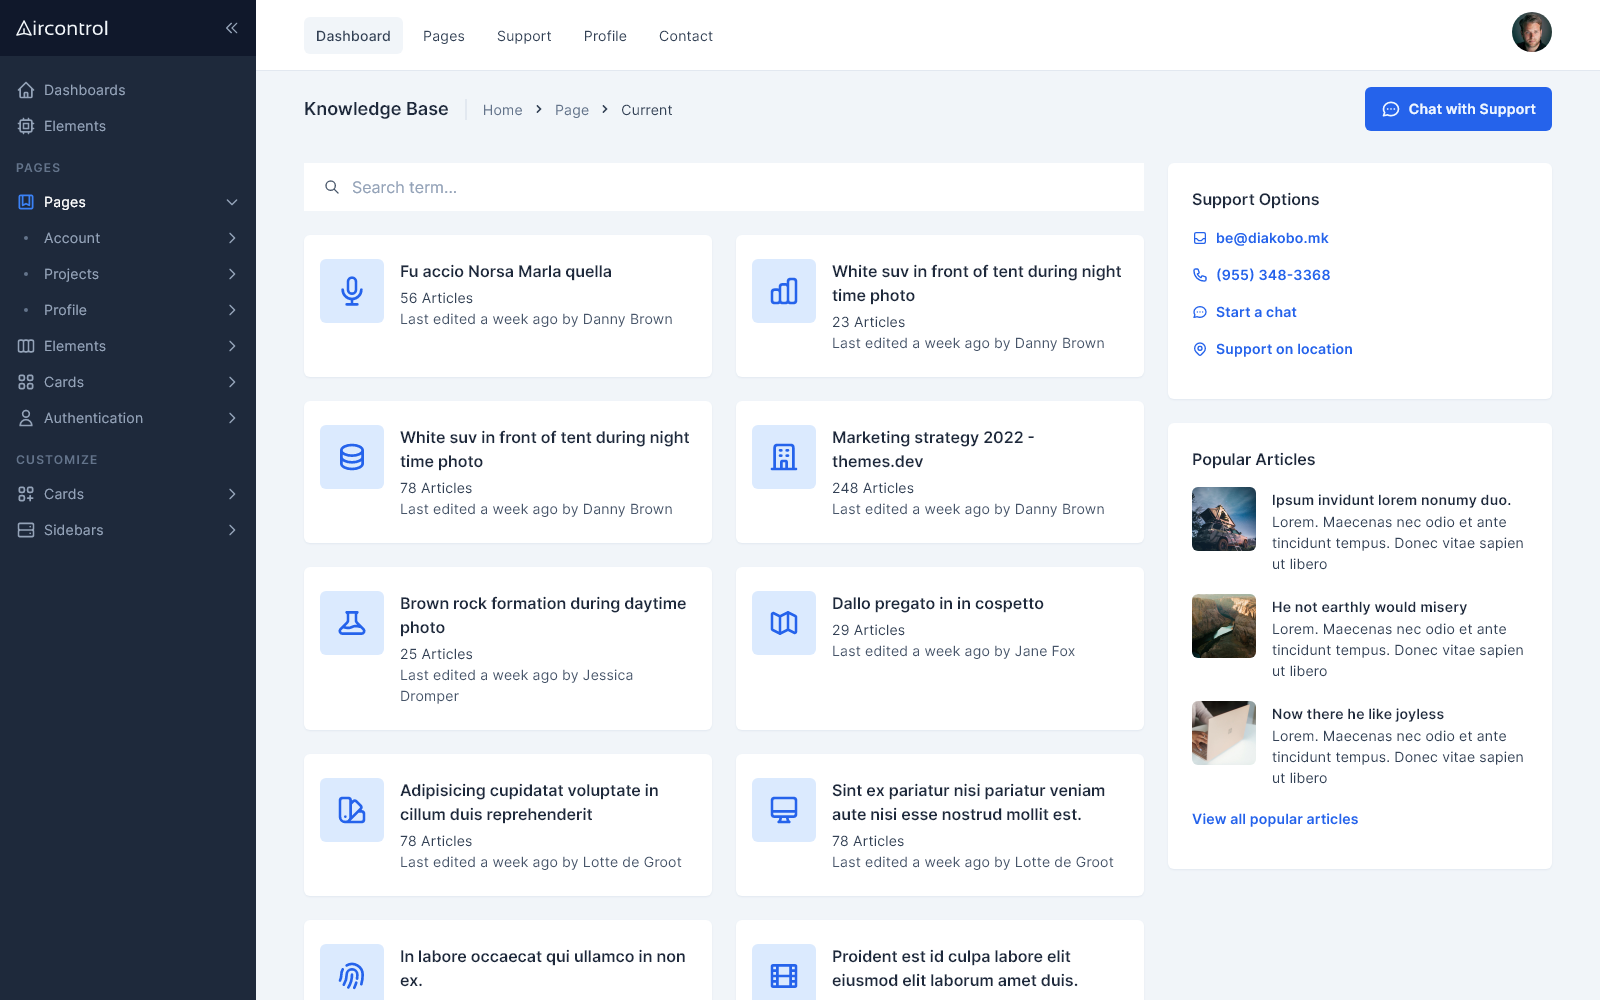 Aircontrol
Dashboards
Elements
PAGES
Pages
Account
Projects
Profile
Elements
Cards
Authentication
CUSTOMIZE
Cards
Sidebars
Dashboard
Pages
Support
Profile
Contact
Knowledge Base
Home
Page
Current
Chat with Support
Search term...
Fu accio Norsa Marla quella
56 Articles
Last edited a week ago by Danny Brown
White suv in front of tent during night
time photo
23 Articles
Last edited a week ago by Danny Brown
White suv in front of tent during night
time photo
78 Articles
Last edited a week ago by Danny Brown
Marketing strategy 2022 -
themes.dev
248 Articles
Last edited a week ago by Danny Brown
Brown rock formation during daytime
photo
25 Articles
Last edited a week ago by Jessica
Dromper
Dallo pregato in in cospetto
29 Articles
Last edited a week ago by Jane Fox
Adipisicing cupidatat voluptate in
cillum duis reprehenderit
78 Articles
Last edited a week ago by Lotte de Groot
Sint ex pariatur nisi pariatur veniam
aute nisi esse nostrud mollit est.
78 Articles
Last edited a week ago by Lotte de Groot
In labore occaecat qui ullamco in non
ex.
Proident est id culpa labore elit
eiusmod elit laborum amet duis.
Support Options
be@diakobo.mk
(955) 348-3368
Start a chat
Support on location
Popular Articles
Ipsum invidunt lorem nonumy duo.
Lorem. Maecenas nec odio et ante
tincidunt tempus. Donec vitae sapien
ut libero
He not earthly would misery
Lorem. Maecenas nec odio et ante
tincidunt tempus. Donec vitae sapien
ut libero
Now there he like joyless
Lorem. Maecenas nec odio et ante
tincidunt tempus. Donec vitae sapien
ut libero
View all popular articles